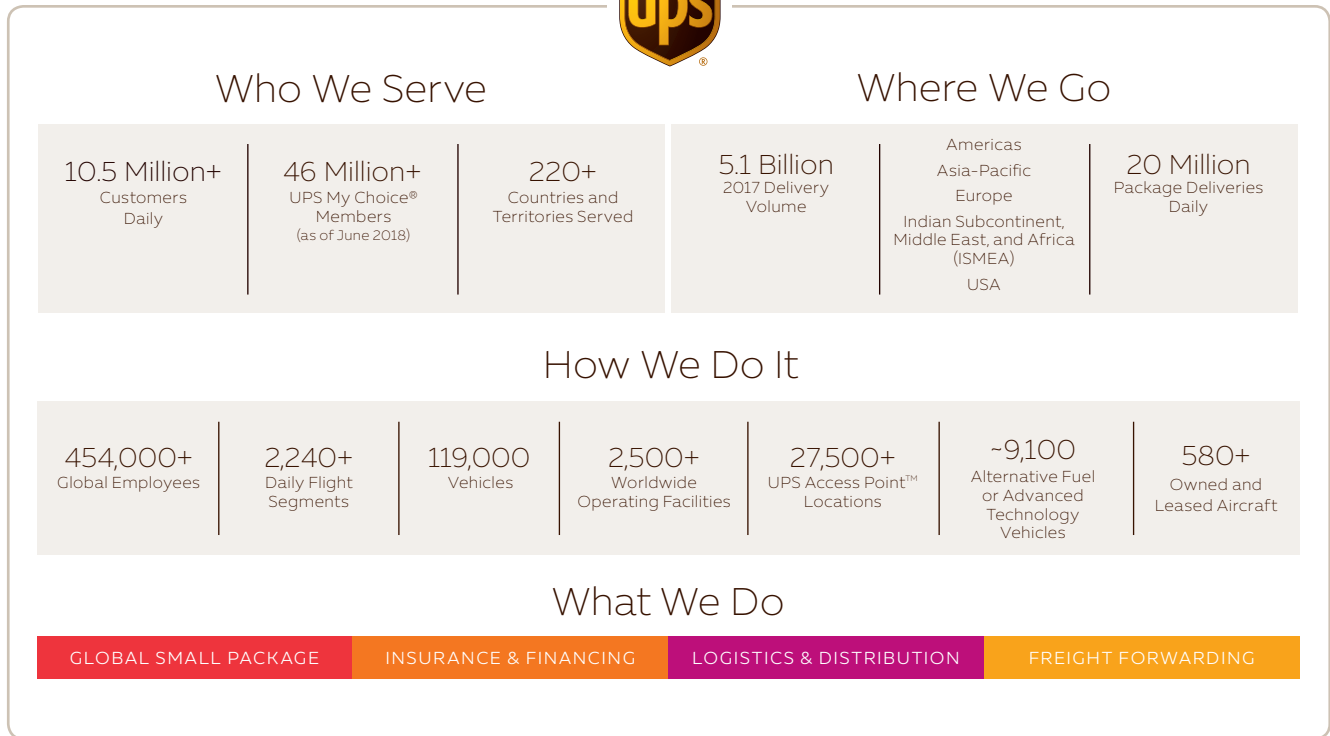 ups
®
Who We Serve
10.5 Million+
Customers
Daily
46 Million+
UPS My Choice®
Members
(as of June 2018)
220+
Countries and
Territories Served
Where We Go
5.1 Billion
2017 Delivery
Volume
Americas
Asia-Pacific
Europe
Indian Subcontinent,
Middle East, and Africa
(ISMEA)
USA
20 Million
Package Deliveries
Daily
How We Do It
454,000+
Global Employees
2,240+
Daily Flight
Segments
119,000
Vehicles
2,500+
Worldwide
Operating Facilities
27,500+
UPS Access Point™
Locations
~9,100
Alternative Fuel
or Advanced
Technology
Vehicles
580+
Owned and
Leased Aircraft
What We Do
GLOBAL SMALL PACKAGE
INSURANCE & FINANCING
LOGISTICS & DISTRIBUTION
FREIGHT FORWARDING